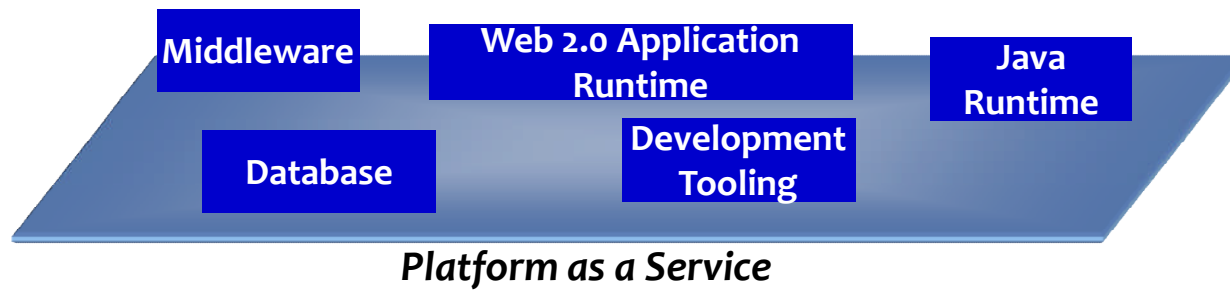 Middleware
Web 2.0 Application
Runtime
Java
Runtime
Database
Development
Tooling
Platform as a Service